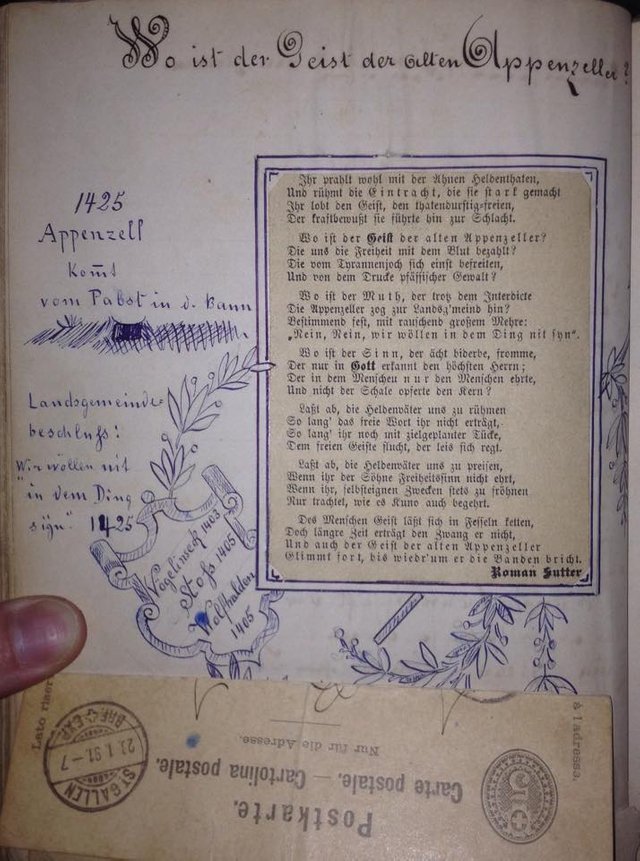 Wo ist der Geist der alten Appenzeller?
1425
Appenzell
kom̅t
vom Pabst in d. Bann
Landsgemeinde-
beschluss:
Wir wöllen nit
"in dem Ding
sÿn" 1425
Vögelinseck 1403
Stoss 1405
Wolfhalden
1405
Ihr prahlt wohl mit der Ahnen Heldenthaten,
Und rühmt die Eintracht, die sie stark gemacht
Ihr lobt den Geist, den thatendurstig-freien,
Der kraftbewußt sie führte hin zur Schlacht.
Wo ist der Geist der alten Appenzeller?
Die uns die Freiheit mit dem Blut bezahlt?
Die vom Tyrannenjoch sich einst befreiten,
Und von dem Drucke pfäffischer Gewalt?
Wo ist der Muth, der trotz dem Interdicte
Die Appenzeller zog zur Landsg'meind hin?
Bestimmend fest, mit rauschend großem Mehre:
„Nein, Nein, wir wöllen in dem Ding nit syn".
Wo ist der Sinn, der ächt biderbe, fromme,
Der nur in Gott erkannt den höchsten Herrn;
Der in dem Menschen nur den Menschen ehrte,
Und nicht der Schale opferte den Kern?
Laßt ab, die Heldenväter uns zu rühmen
So lang' das freie Wort ihr nicht erträgt,
So lang' ihr noch mit zielgeplanter Tücke,
Dem freien Geiste flucht, der leis sich regt.
Laßt ab, die Heldenväter uns zu preisen,
Wenn ihr der Söhne Freiheitssinn nicht ehrt,
Wenn ihr, selbsteignen Zwecken stets zu fröhnen
Nur trachtet, wie es Kuno auch begehrt.
Des Menschen Geist läßt sich in Fesseln ketten,
Doch längre Zeit erträgt den Zwang er nicht,
Und auch der Geist der alten Appenzeller
Glimmt fort, bis wiedr'um er die Banden bricht.
Roman Sutter
Postkarte.
Carte postale. — Cartolina postale.
Nur für die Adresse.
à l'adresse.
Lato riser
ST. GALLEN
BRF. EXP.